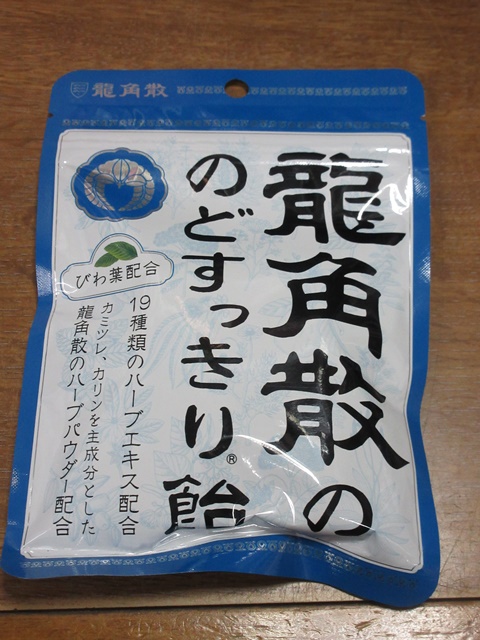 龍角散
龍角散の
のどすっきり®飴
びわ葉配合
19種類のハーブエキス配合
カミツレ、カリンを主成分とした
龍角散のハーブパウダー配合